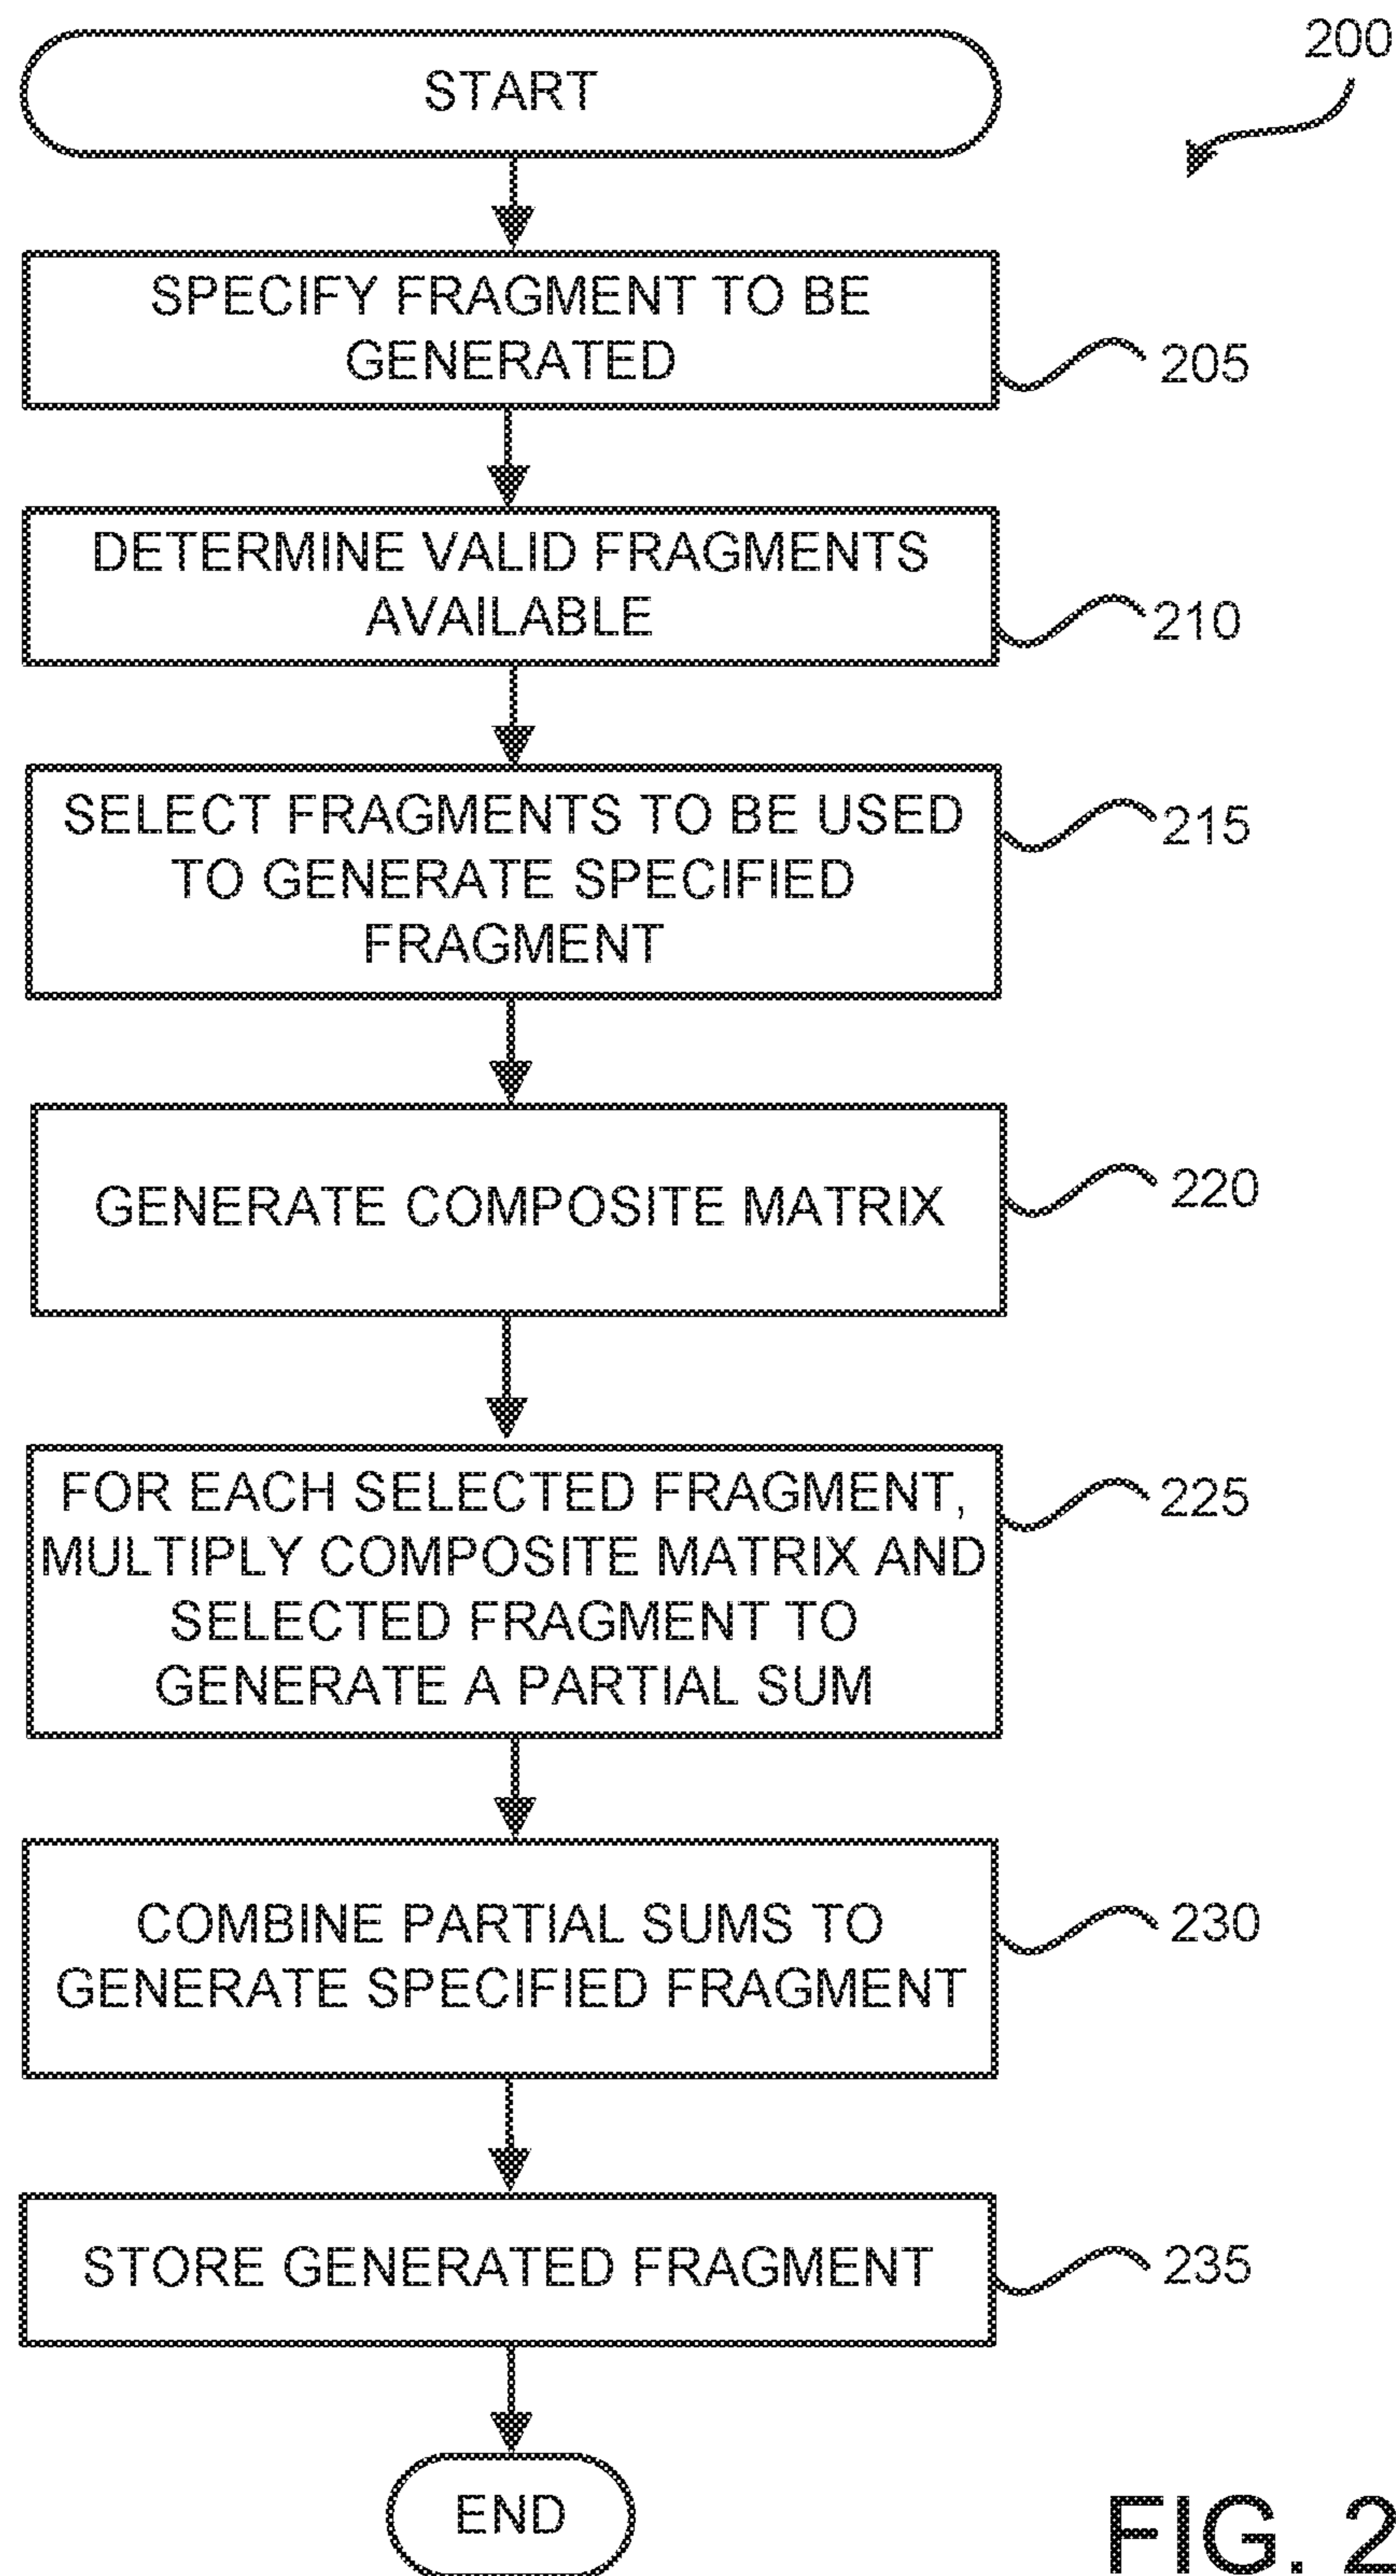 200
START
SPECIFY FRAGMENT TO BE
GENERATED
205
DETERMINE VALID FRAGMENTS
AVAILABLE
210
SELECT FRAGMENTS TO BE USED
TO GENERATE SPECIFIED
FRAGMENT
215
GENERATE COMPOSITE MATRIX
220
FOR EACH SELECTED FRAGMENT,
MULTIPLY COMPOSITE MATRIX AND
SELECTED FRAGMENT TO
GENERATE A PARTIAL SUM
225
COMBINE PARTIAL SUMS TO
GENERATE SPECIFIED FRAGMENT
230
STORE GENERATED FRAGMENT
235
END
FIG. 2